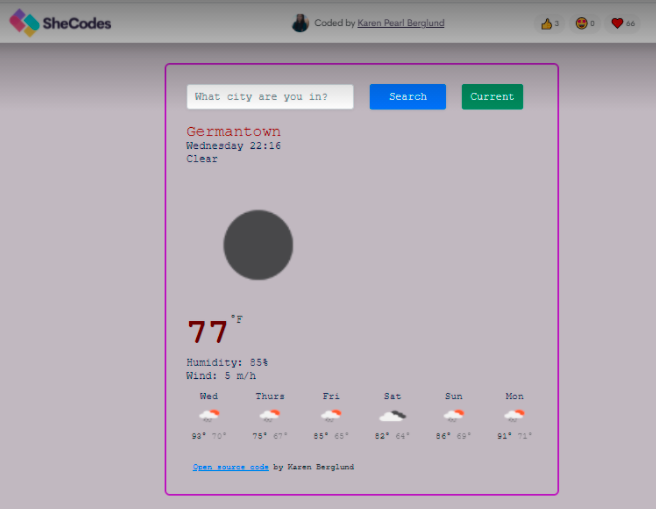 SheCodes
Coded by Karen Pearl Berglund
3 0 66
What city are you in?
Search
Current
Germantown
Wednesday 22:16
Clear
77 °F
Humidity: 85%
Wind: 5 m/h
Wed Thurs Fri Sat Sun Mon
93° 70° 75° 67° 85° 65° 82° 64° 86° 69° 91° 71°
Open source code by Karen Berglund